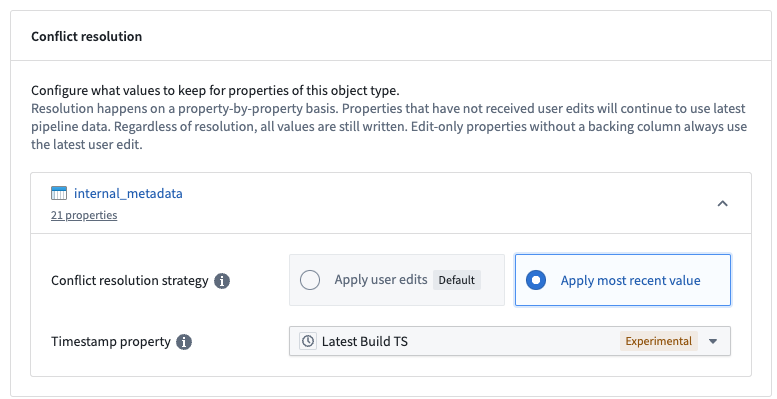 Conflict resolution
Configure what values to keep for properties of this object type.
Resolution happens on a property-by-property basis. Properties that have not received user edits will continue to use latest
pipeline data. Regardless of resolution, all values are still written. Edit-only properties without a backing column always use
the latest user edit.
internal_metadata
21 properties
Conflict resolution strategy
Apply user edits Default
Apply most recent value
Timestamp property
Latest Build TS
Experimental